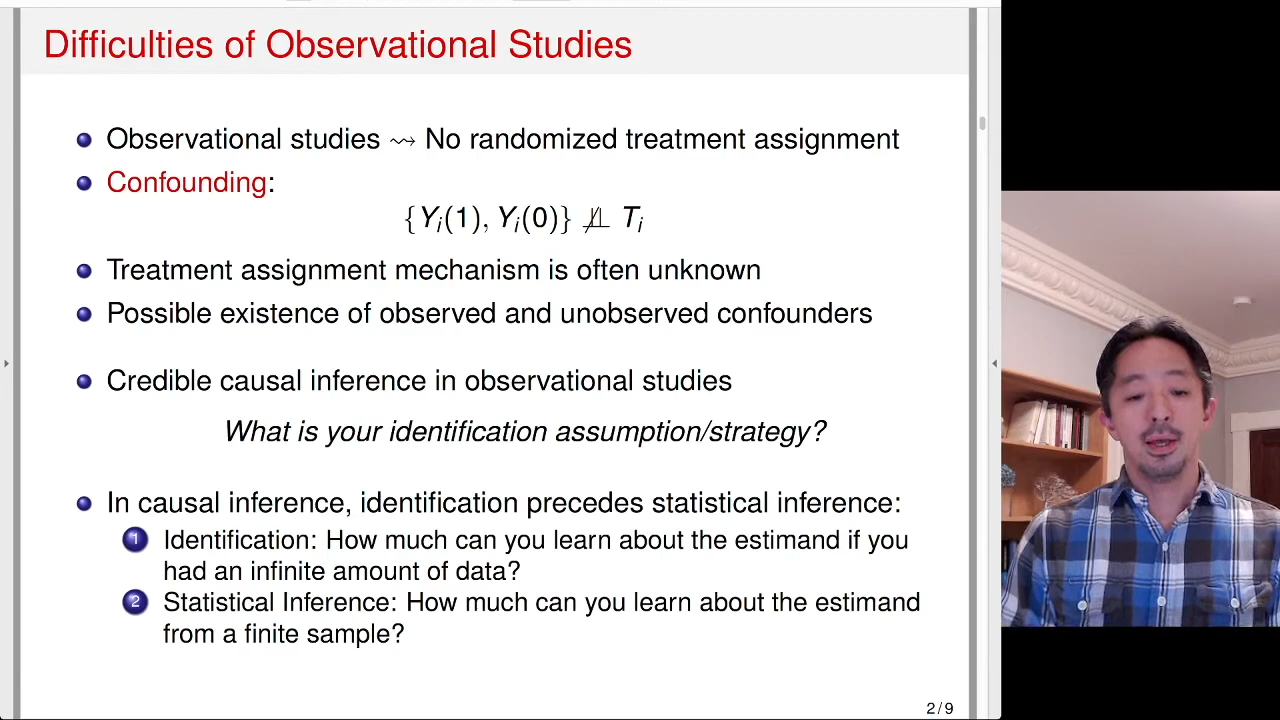 Difficulties of Observational Studies
Observational studies ⇝ No randomized treatment assignment
Confounding:
{Yi(1), Yi(0)} ⊥̸⊥ Ti
Treatment assignment mechanism is often unknown
Possible existence of observed and unobserved confounders
Credible causal inference in observational studies
What is your identification assumption/strategy?
In causal inference, identification precedes statistical inference:
1 Identification: How much can you learn about the estimand if you
had an infinite amount of data?
2 Statistical Inference: How much can you learn about the estimand
from a finite sample?
2/9